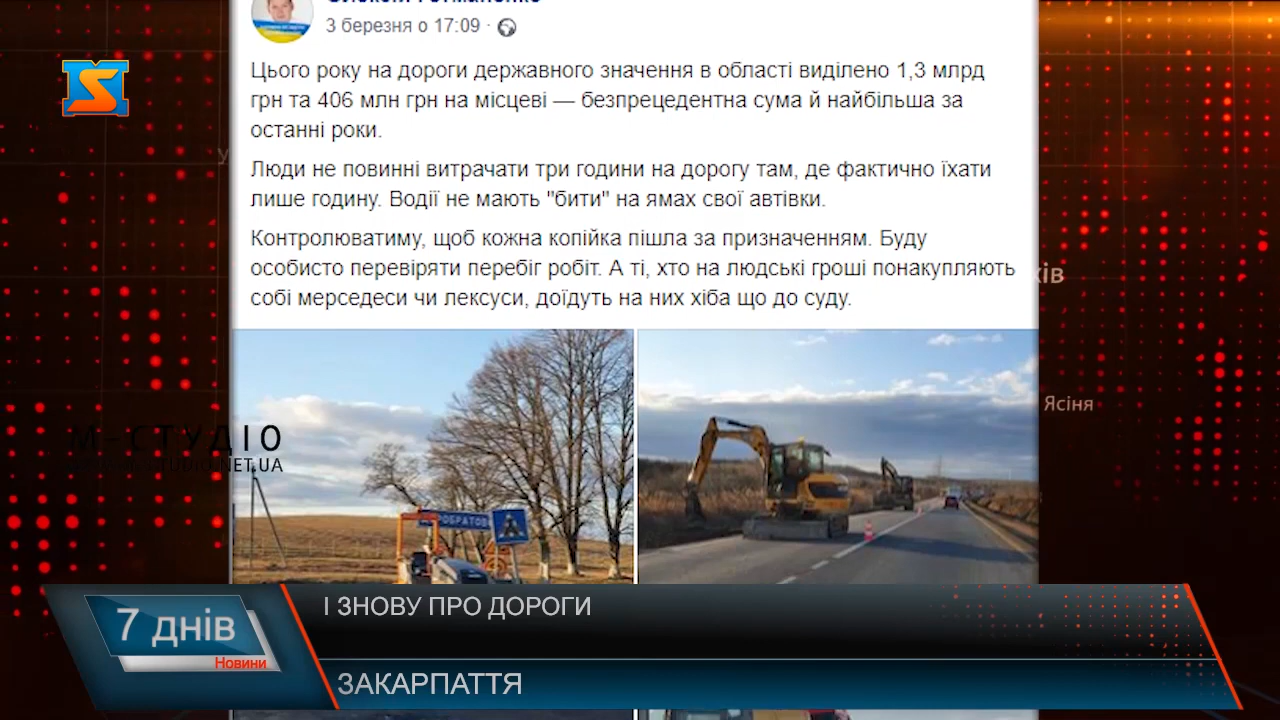 3 березня о 17:09 ·
Цього року на дороги державного значення в області виділено 1,3 млрд
грн та 406 млн грн на місцеві — безпрецедентна сума й найбільша за
останні роки.
Люди не повинні витрачати три години на дорогу там, де фактично їхати
лише годину. Водії не мають "бити" на ямах свої автівки.
Контролюватиму, щоб кожна копійка пішла за призначенням. Буду
особисто перевіряти перебіг робіт. А ті, хто на людські гроші понакупляють
собі мерседеси чи лексуси, доїдуть на них хіба що до суду.
Ясіня
М-СТУДІО
І ЗНОВУ ПРО ДОРОГИ
7 днів
Новини
ЗАКАРПАТТЯ